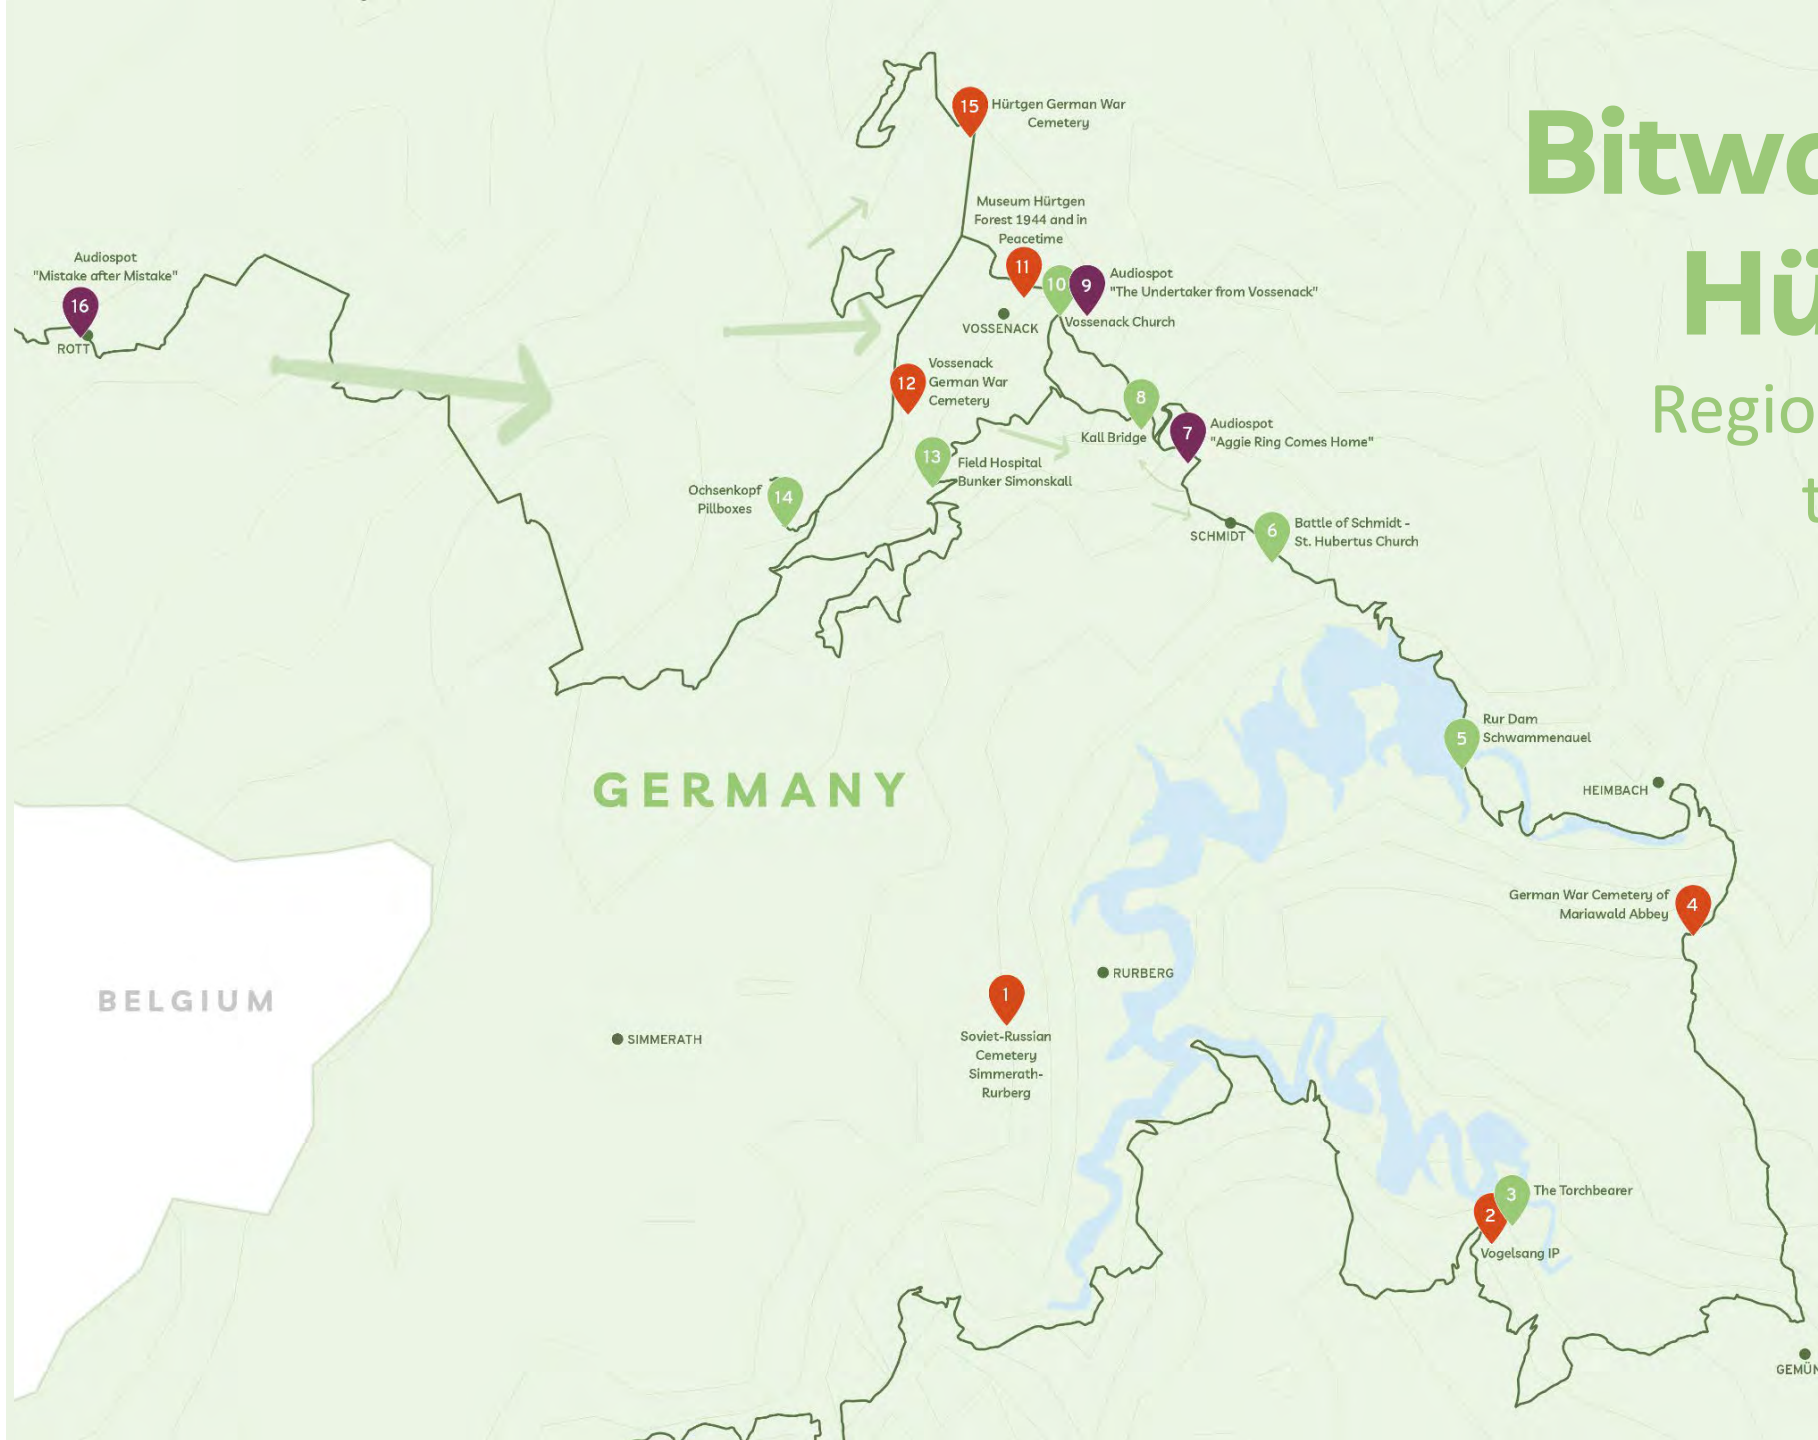 15
Hürtgen German War
Cemetery
Bitwa
Museum Hürtgen
Forest 1944 and in
Peacetime
Hü
Audiospot
"Mistake after Mistake"
16
ROTT
11
10
9
Audiospot
"The Undertaker from Vossenack"
VOSSENACK
Vossenack Church
Vossenack
German War
Cemetery
12
Regio
8
Kall Bridge
7
Audiospot
"Aggie Ring Comes Home"
13
Field Hospital
Bunker Simonskall
Ochsenkopf
Pillboxes
14
t
SCHMIDT
6
Battle of Schmidt -
St. Hubertus Church
Rur Dam
Schwammenauel
5
GERMANY
HEIMBACH
German War Cemetery of
Mariawald Abbey
4
BELGIUM
RURBERG
1
Soviet-Russian
Cemetery
Simmerath-
Rurberg
SIMMERATH
3
The Torchbearer
2
Vogelsang IP
GEMÜN